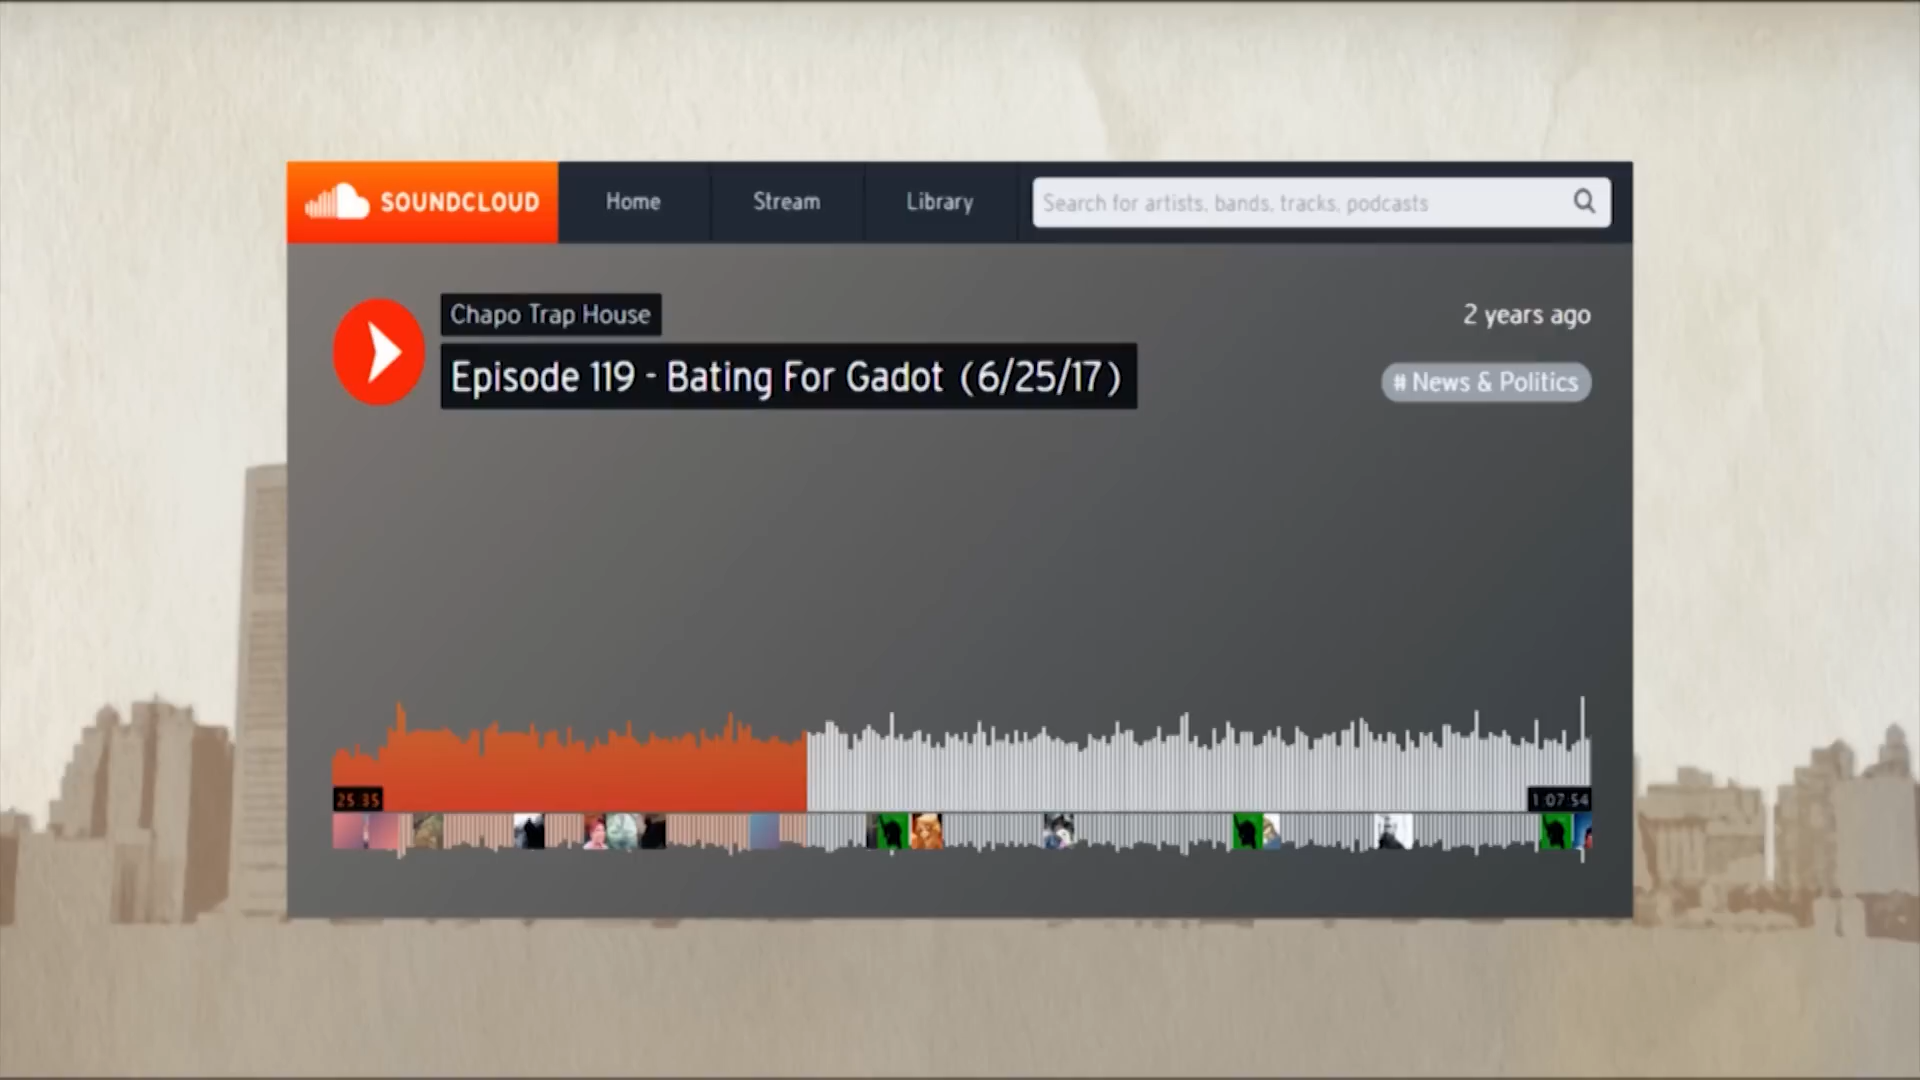 SOUNDCLOUD Home Stream Library Search for artists, bands, tracks, podcasts
Chapo Trap House 2 years ago
Episode 119 - Bating For Gadot (6/25/17) # News & Politics
25 35 1:07:54